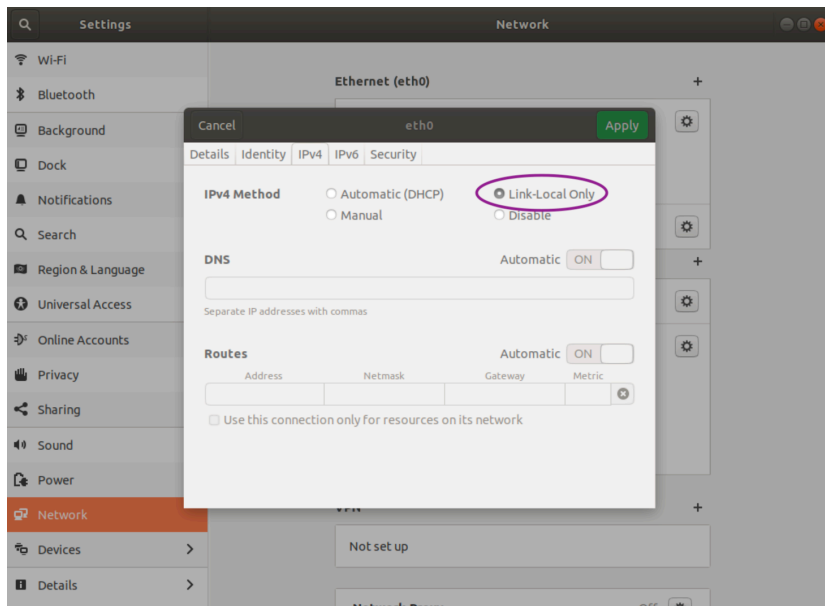 Settings
Network
Wi-Fi
Bluetooth
Background
Dock
Notifications
Search
Region & Language
Universal Access
Online Accounts
Privacy
Sharing
Sound
Power
Network
Devices
Details
Ethernet (eth0)
Cancel eth0 Apply
Details Identity IPv4 IPv6 Security
IPv4 Method Automatic (DHCP) Link-Local Only
Manual Disable
DNS Automatic ON
Separate IP addresses with commas
Routes Automatic ON
Address Netmask Gateway Metric
Use this connection only for resources on its network
VPN
Not set up
Off